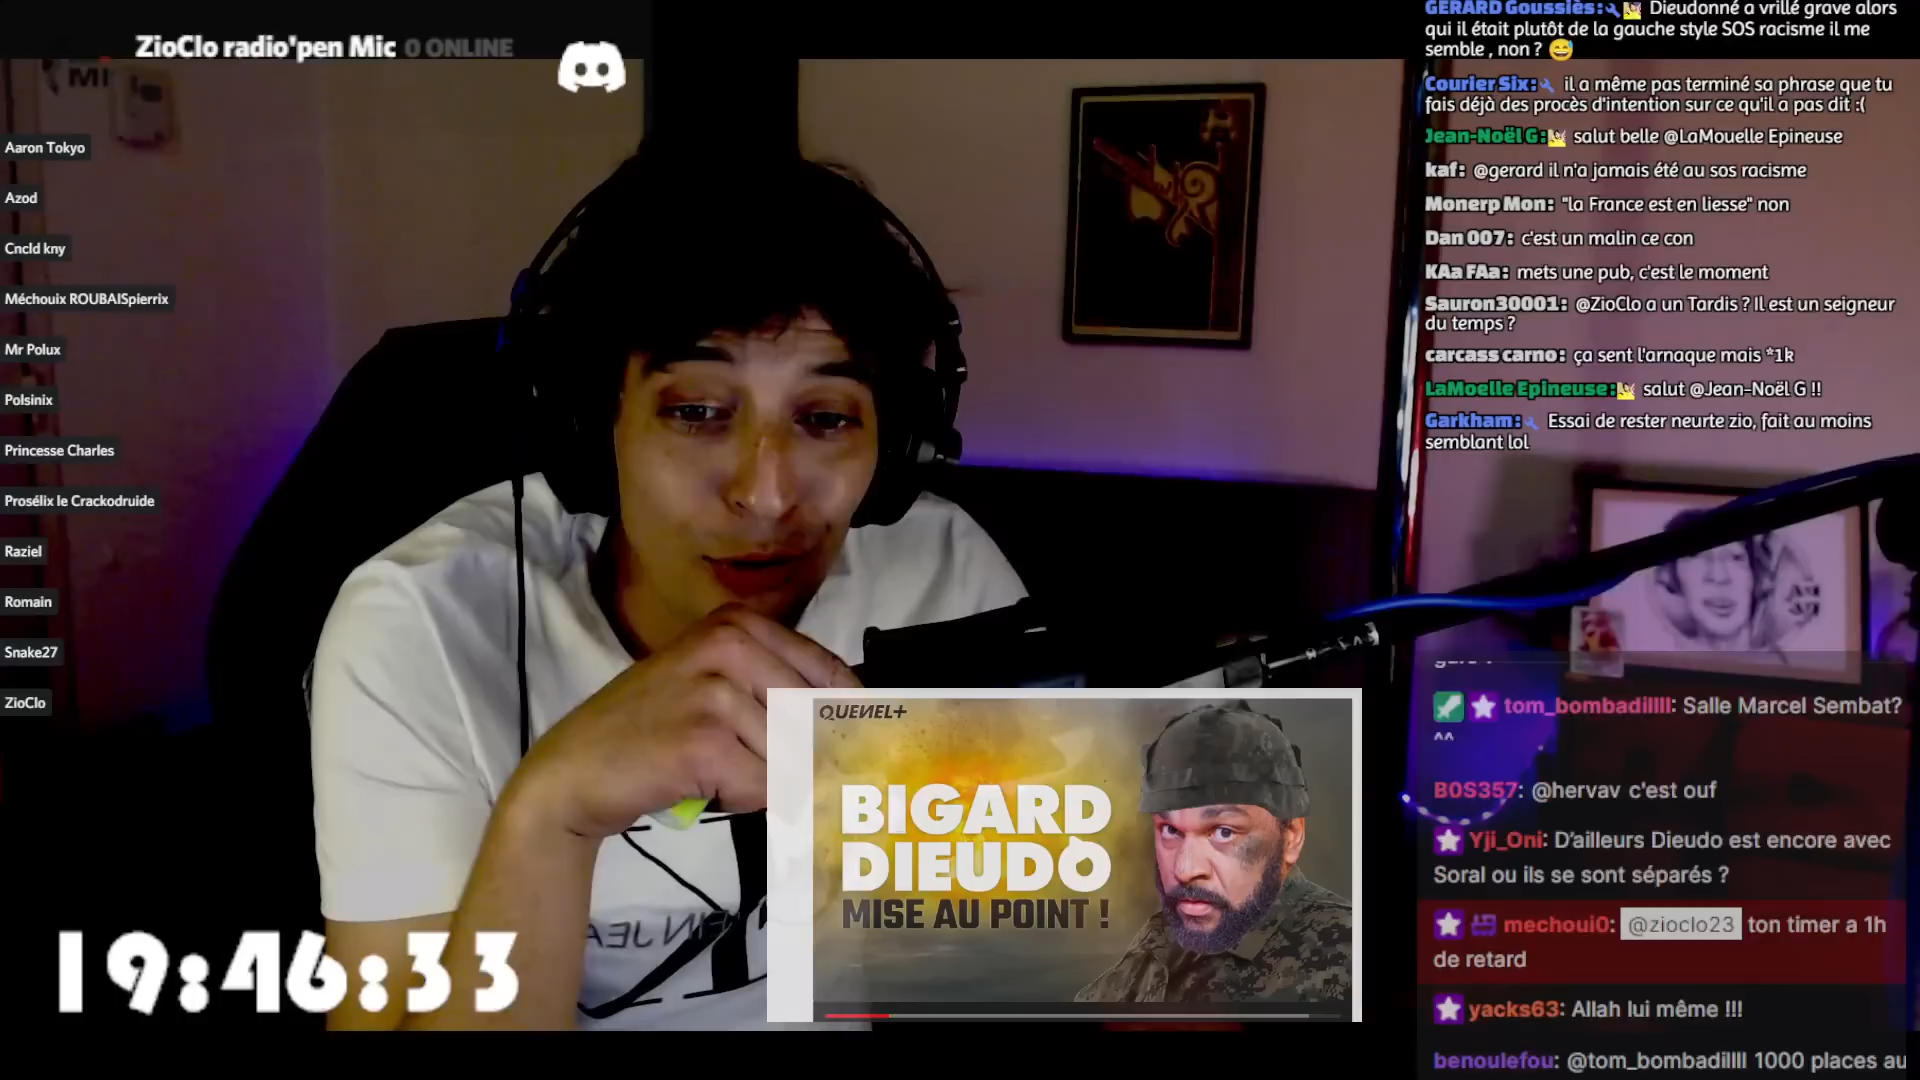 ZioClo radio'pen Mic 0 ONLINE
Aaron Tokyo
Azod
Cncld kny
Méchouix ROUBAISpierrix
Mr Polux
Polsinix
Princesse Charles
Prosélix le Crackodruide
Raziel
Romain
Snake27
ZioClo
19:46:33
QUENEL+
BIGARD
DIEUDO
MISE AU POINT !
GERARD Goussiès: Dieudonné a vrillé grave alors
qui il était plutôt de la gauche style SOS racisme il me
semble , non ? 😅
Courier Six: il a même pas terminé sa phrase que tu
fais déjà des procès d'intention sur ce qu'il a pas dit :(
Jean-Noël G: salut belle @LaMouelle Epineuse
kaf: @gerard il n'a jamais été au sos racisme
Monerp Mon: "la France est en liesse" non
Dan 007: c'est un malin ce con
KAa FAa: mets une pub, c'est le moment
Sauron30001: @ZioClo a un Tardis ? Il est un seigneur
du temps ?
carcass carno: ça sent l'arnaque mais *1k
LaMoelle Epineuse: salut @Jean-Noël G !!
Garkham: Essai de rester neurte zio, fait au moins
semblant lol
tom_bombadillll: Salle Marcel Sembat?
^^
B0S357: @hervav c'est ouf
Yji_Oni: D'ailleurs Dieudo est encore avec
Soral ou ils se sont séparés ?
mechoui0: @zioclo23 ton timer a 1h
de retard
yacks63: Allah lui même !!!
benoulefou: @tom_bombadillll 1000 places au